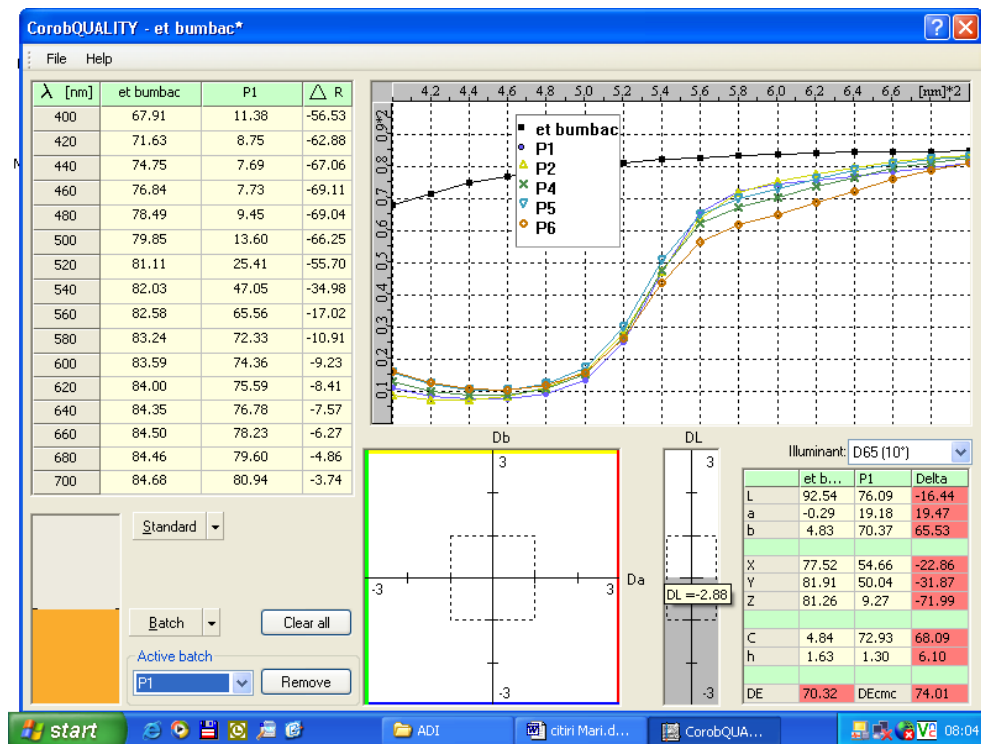 CorobQUALITY - et bumbac*
File Help
λ [nm] et bumbac P1 △ R
400 67.91 11.38 -56.53
420 71.63 8.75 -62.88
440 74.75 7.69 -67.06
460 76.84 7.73 -69.11
480 78.49 9.45 -69.04
500 79.85 13.60 -66.25
520 81.11 25.41 -55.70
540 82.03 47.05 -34.98
560 82.58 65.56 -17.02
580 83.24 72.33 -10.91
600 83.59 74.36 -9.23
620 84.00 75.59 -8.41
640 84.35 76.78 -7.57
660 84.50 78.23 -6.27
680 84.46 79.60 -4.86
700 84.68 80.94 -3.74
4,2 4,4 4,6 4,8 5,0 5,2 5,4 5,6 5,8 6,0 6,2 6,4 6,6 [nm]*2
0,9*2
0,8
0,7
0,6
0,5
0,4
0,3
0,2
0,1
et bumbac
P1
P2
P4
P5
P6
Standard
Batch
Clear all
Active batch
P1
Remove
Db
3
-3
3
Da
-3
DL
3
DL =-2.88
-3
Illuminant: D65 (10°)
et b... P1 Delta
L 92.54 76.09 -16.44
a -0.29 19.18 19.47
b 4.83 70.37 65.53
X 77.52 54.66 -22.86
Y 81.91 50.04 -31.87
Z 81.26 9.27 -71.99
C 4.84 72.93 68.09
h 1.63 1.30 6.10
DE 70.32 DEcmc 74.01
start
ADI
citiri Mari.d...
CorobQUA...
V2
08:04